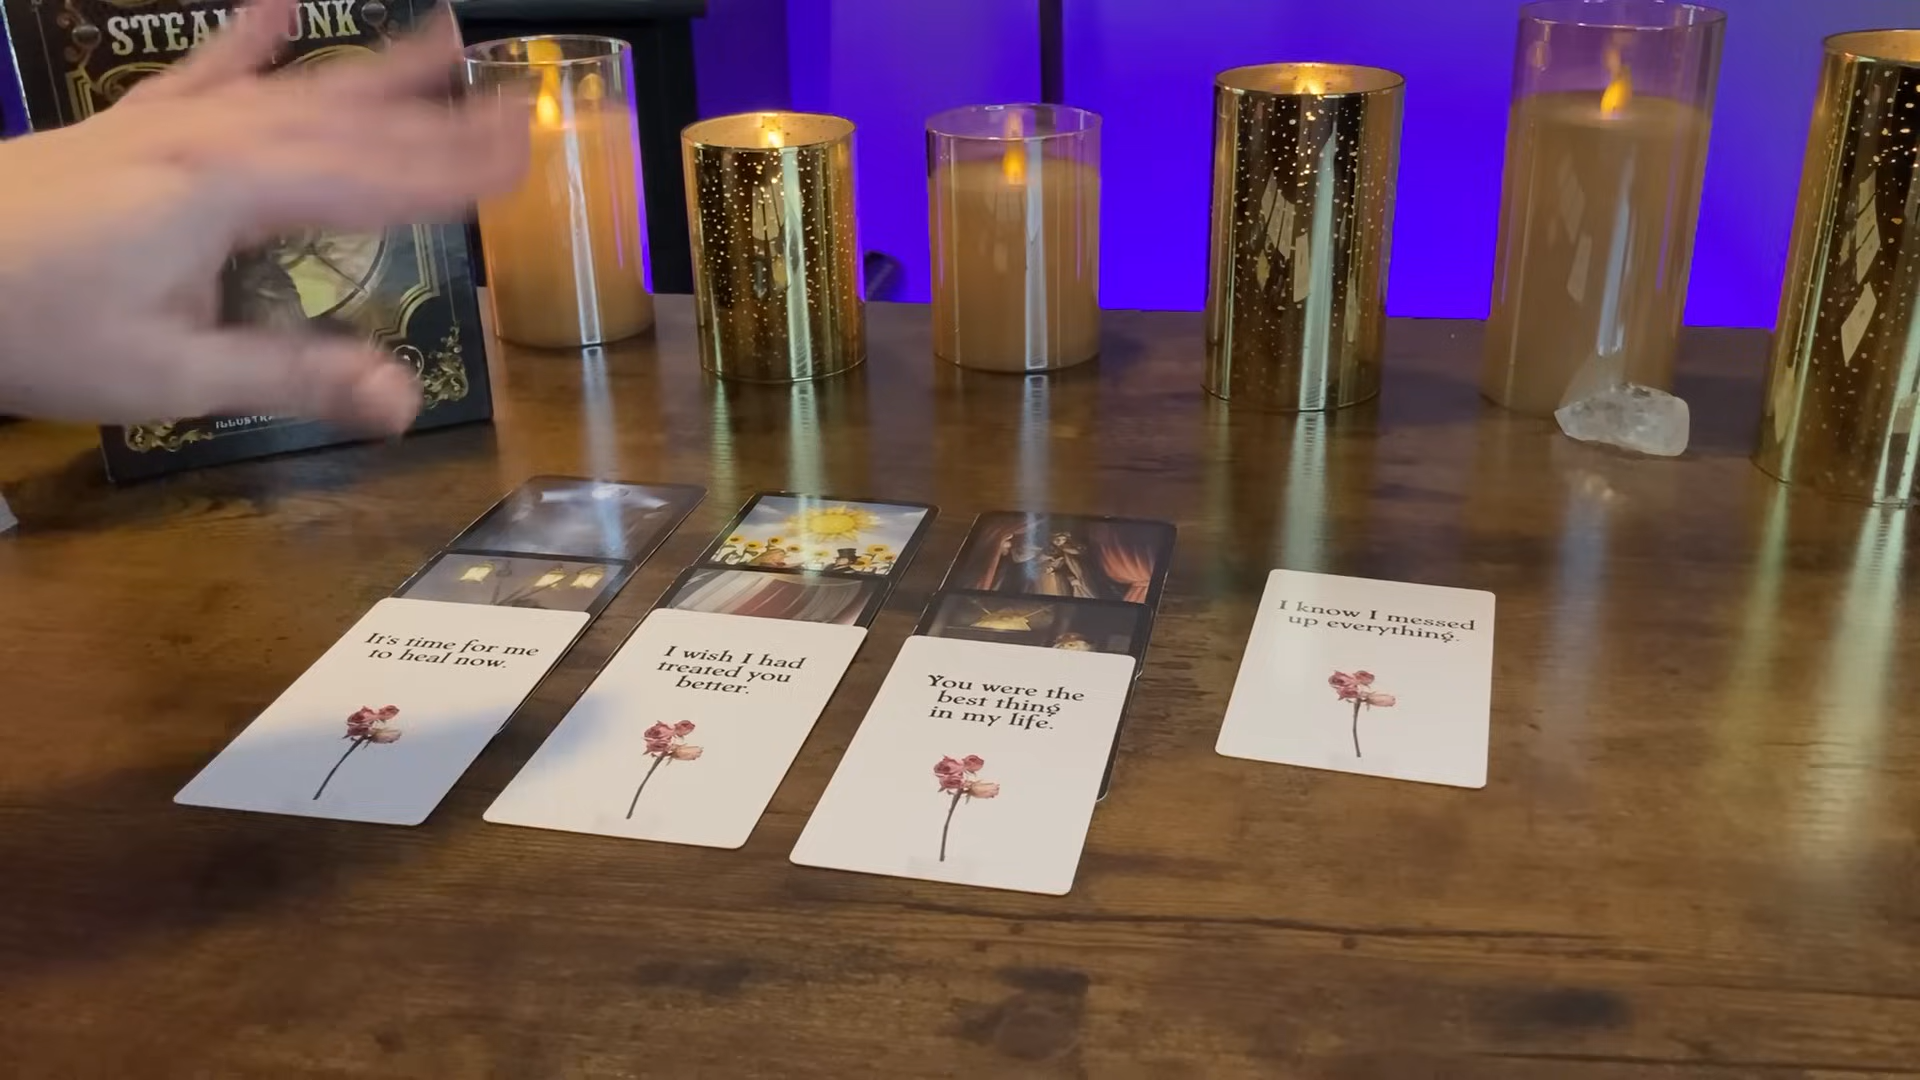 STEAMPUNK
It's time for me
to heal now.
I wish I had
treated you
better.
You were the
best thing
in my life.
I know I messed
up everything.